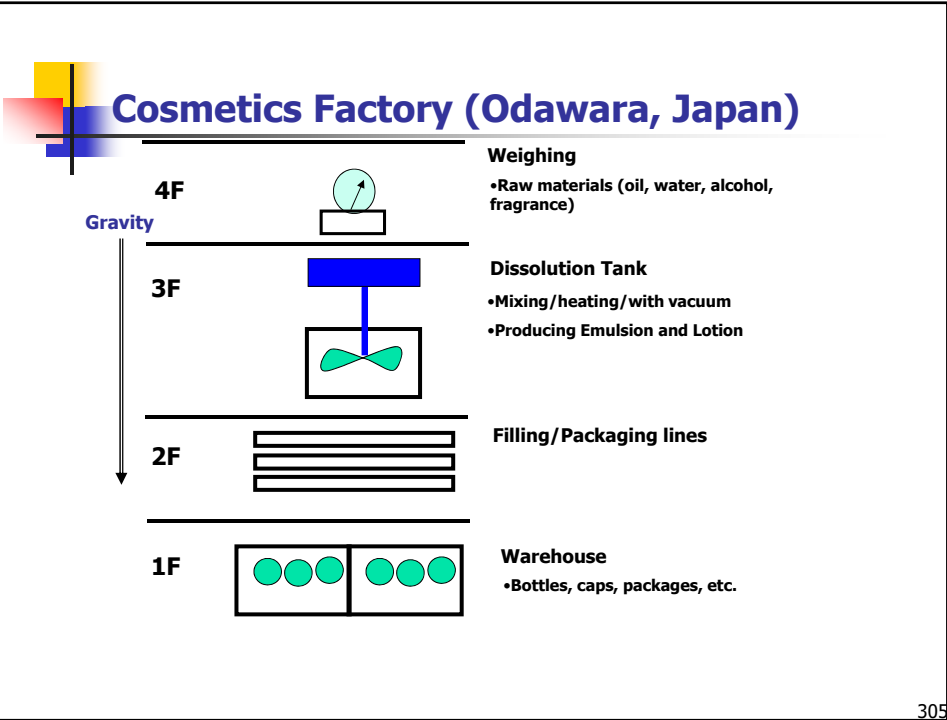 Cosmetics Factory (Odawara, Japan)
Weighing
4F
•Raw materials (oil, water, alcohol,
fragrance)
Gravity
3F
Dissolution Tank
•Mixing/heating/with vacuum
•Producing Emulsion and Lotion
2F
Filling/Packaging lines
1F
Warehouse
•Bottles, caps, packages, etc.
305